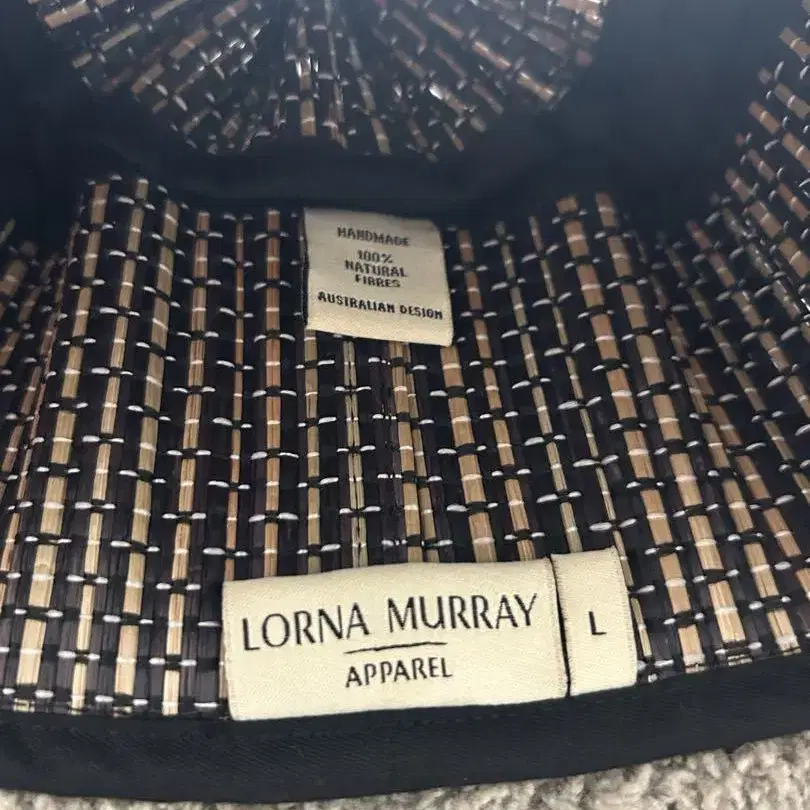 HANDMADE
100%
NATURAL
FIBRES
AUSTRALIAN DESIGN
LORNA MURRAY
APPAREL
L